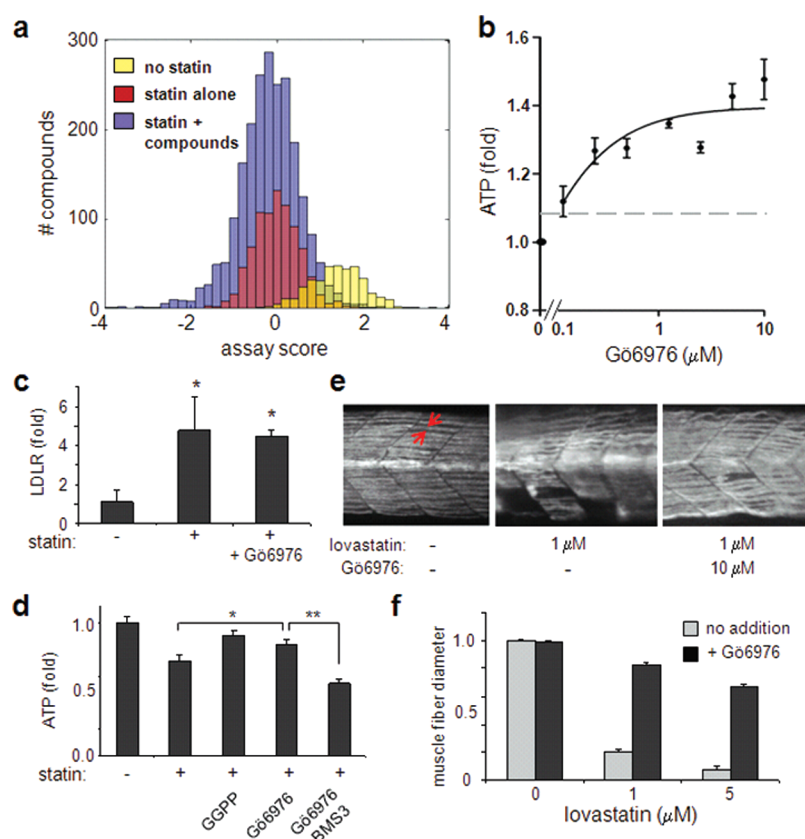 a
300
200
100
0
# compounds
no statin
statin alone
statin +
compounds
-4
-2
0
2
4
assay score
b
1.6
1.4
1.2
1.0
0.8
ATP (fold)
0
0.1
1
10
Gö6976 (μM)
c
6
4
2
0
LDLR (fold)
*
*
statin:
-
+
+
+ Gö6976
d
1.0
0.5
0.0
ATP (fold)
*
**
statin:
-
+
+
+
+
GGPP
Gö6976
Gö6976
BMS3
e
lovastatin:
-
1 μM
1 μM
Gö6976:
-
-
10 μM
f
1.0
0.5
0.2
0
muscle fiber diameter
no addition
+ Gö6976
0
1
5
lovastatin (μM)